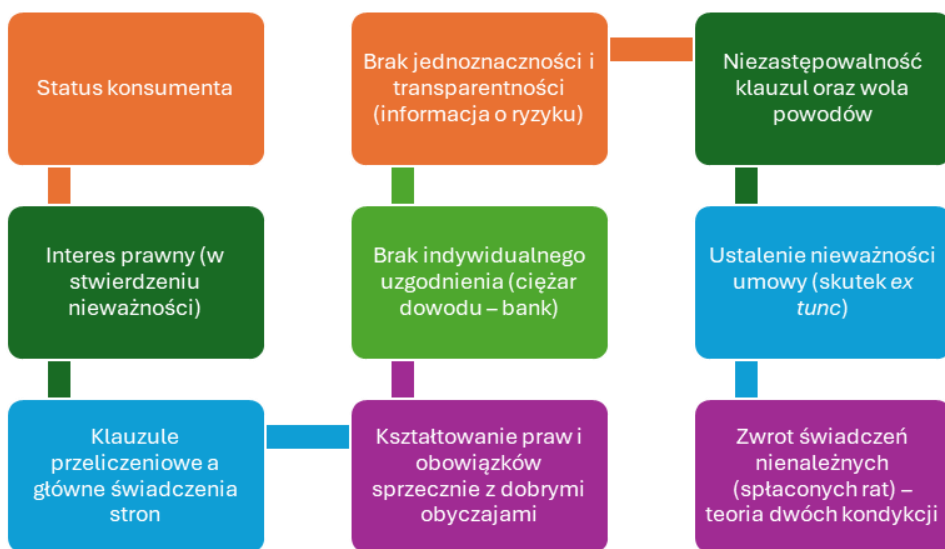 Status konsumenta
Interes prawny (w
stwierdzeniu
nieważności)
Klauzule
przeliczeniowe a
główne świadczenia
stron
Kształtowanie praw i
obowiązków
sprzecznie z dobrymi
obyczajami
Brak indywidualnego
uzgodnienia (ciężar
dowodu – bank)
Brak jednoznaczności i
transparentności
(informacja o ryzyku)
Niezastępowalność
klauzul oraz wola
powodów
Ustalenie nieważności
umowy (skutek ex
tunc)
Zwrot świadczeń
nienależnych
(spłaconych rat) –
teoria dwóch kondykcji